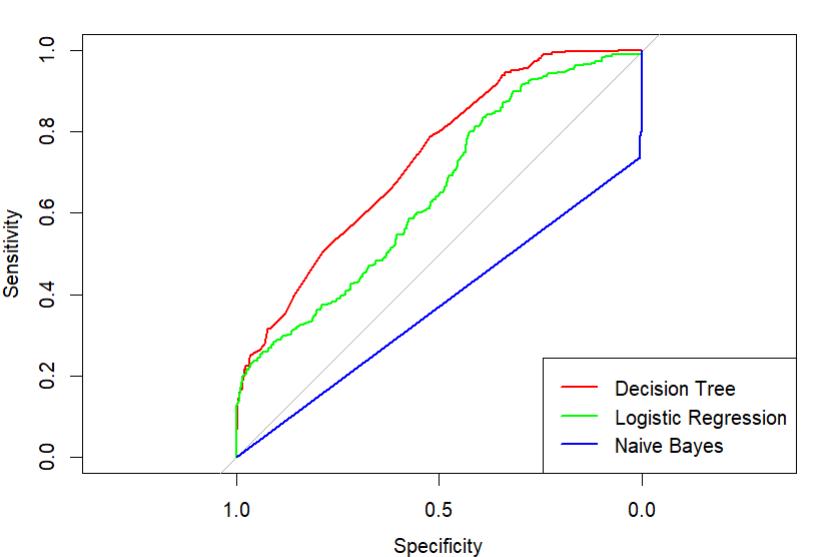 Sensitivity
1.0
0.8
0.6
0.4
0.2
0.0
Decision Tree
Logistic Regression
Naive Bayes
1.0
0.5
0.0
Specificity